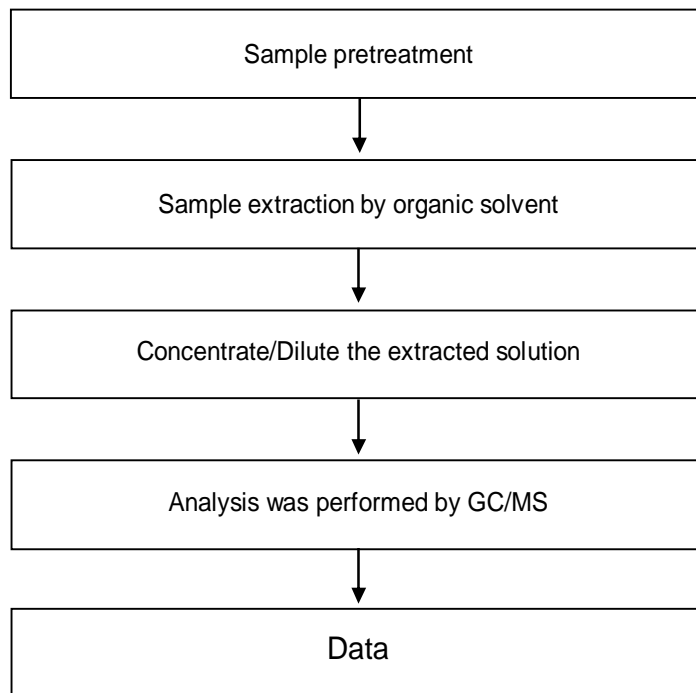 Sample pretreatment
Sample extraction by organic solvent
Concentrate/Dilute the extracted solution
Analysis was performed by GC/MS
Data